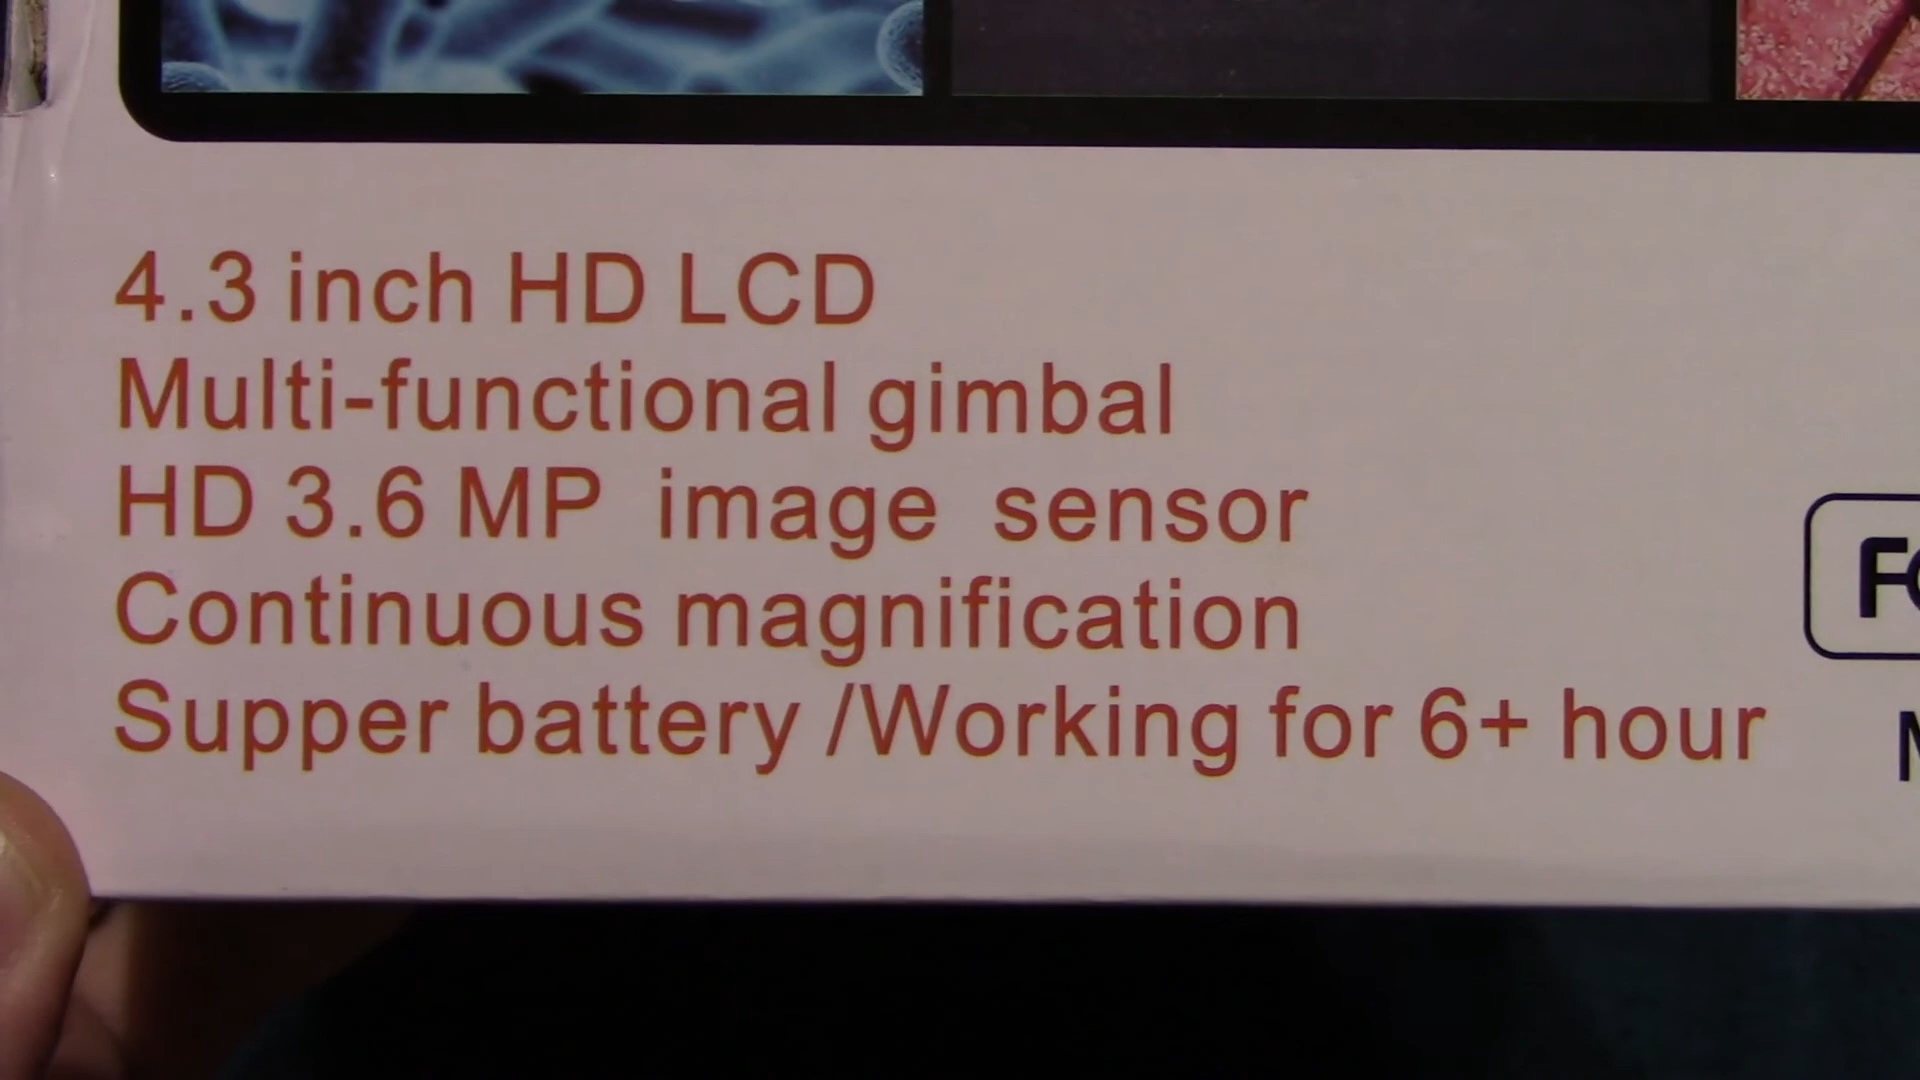 4.3 inch HD LCD
Multi-functional gimbal
HD 3.6 MP image sensor
Continuous magnification
Supper battery /Working for 6+ hour